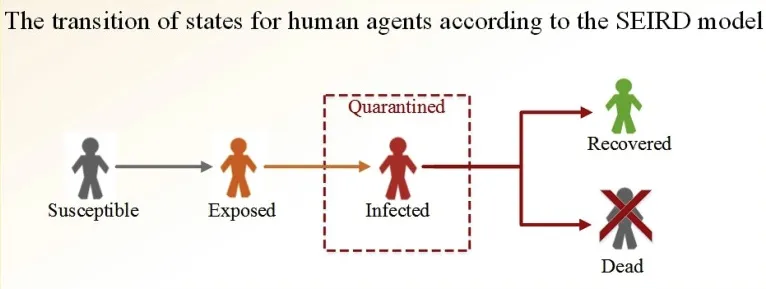 The transition of states for human agents according to the SEIRD model
Quarantined
Recovered
Susceptible
Exposed
Infected
Dead